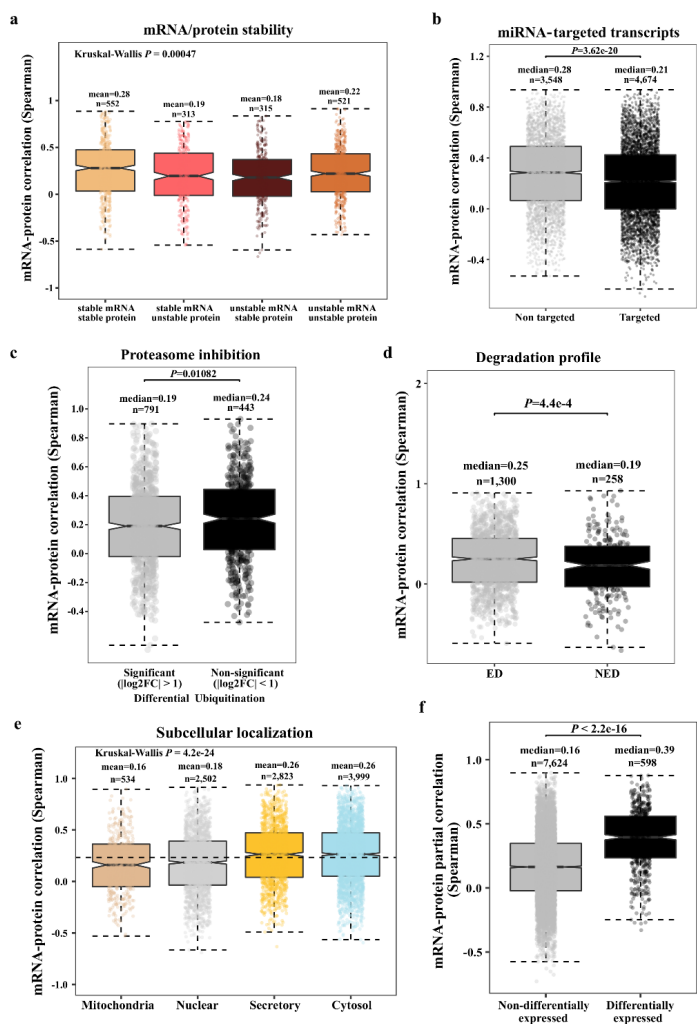 a
mRNA/protein stability
Kruskal-Wallis P = 0.00047
mRNA-protein correlation (Spearman)
1
0.5
0
-0.5
-1
mean=0.28
n=552
mean=0.19
n=313
mean=0.18
n=315
mean=0.22
n=521
stable mRNA
stable protein
stable mRNA
unstable protein
unstable mRNA
stable protein
unstable mRNA
unstable protein
b
miRNA-targeted transcripts
P=3.62e-20
mRNA-protein correlation (Spearman)
1.2
0.8
0.4
0.0
-0.4
median=0.28
n=3,548
median=0.21
n=4,674
Non targeted
Targeted
c
Proteasome inhibition
P=0.01082
mRNA-protein correlation (Spearman)
1.0
0.8
0.6
0.4
0.2
0.0
-0.2
-0.4
median=0.19
n=791
median=0.24
n=443
Significant
(|log2FC| > 1)
Non-significant
(|log2FC| < 1)
Differential Ubiquitination
d
Degradation profile
P=4.4e-4
mRNA-protein correlation (Spearman)
2
1
0
median=0.25
n=1,300
median=0.19
n=258
ED
NED
e
Subcellular localization
Kruskal-Wallis P = 4.2e-24
mRNA-protein correlation (Spearman)
1.0
0.5
0.0
-0.5
-1.0
mean=0.16
n=534
mean=0.18
n=2,502
mean=0.26
n=2,823
mean=0.26
n=3,999
Mitochondria
Nuclear
Secretory
Cytosol
f
P < 2.2e-16
mRNA-protein partial correlation
(Spearman)
1.0
0.5
0.0
-0.5
median=0.16
n=7,624
median=0.39
n=598
Non-differentially
expressed
Differentially
expressed